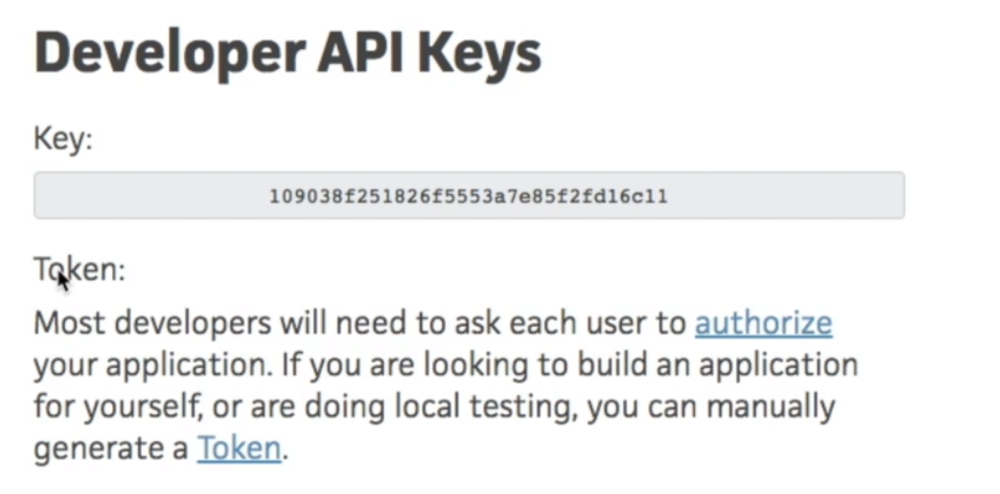 Developer API Keys
Key:
109038f251826f5553a7e85f2fd16c11
Token:
Most developers will need to ask each user to authorize
your application. If you are looking to build an application
for yourself, or are doing local testing, you can manually
generate a Token.